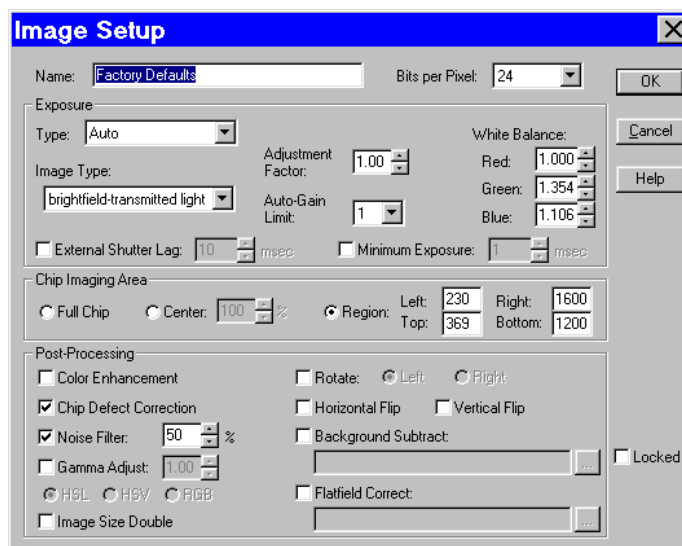 Image Setup
Name: Factory Defaults Bits per Pixel: 24 OK
Exposure
Type: Auto White Balance: Cancel
Adjustment Factor: 1.00 Red: 1.000
Image Type: Help
brightfield-transmitted light Green: 1.354
Auto-Gain Limit: 1 Blue: 1.106
External Shutter Lag: 10 msec Minimum Exposure: 1 msec
Chip Imaging Area
Full Chip Center: 100 % Region: Left: 230 Right: 1600
Top: 369 Bottom: 1200
Post-Processing
Color Enhancement Rotate: Left Right
Chip Defect Correction Horizontal Flip Vertical Flip
Noise Filter: 50 % Background Subtract:
Gamma Adjust: 1.00 ... Locked
HSL HSV RGB Flatfield Correct:
Image Size Double ...